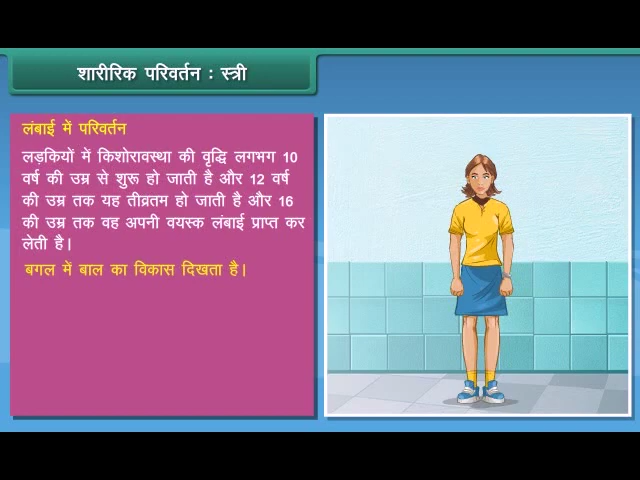 शारीरिक परिवर्तन : स्त्री
लंबाई में परिवर्तन
लड़कियों में किशोरावस्था की वृद्धि लगभग 10
वर्ष की उम्र से शुरू हो जाती है और 12 वर्ष
की उम्र तक यह तीव्रतम हो जाती है और 16
की उम्र तक वह अपनी वयस्क लंबाई प्राप्त कर
लेती है।
बगल में बाल का विकास दिखता है।